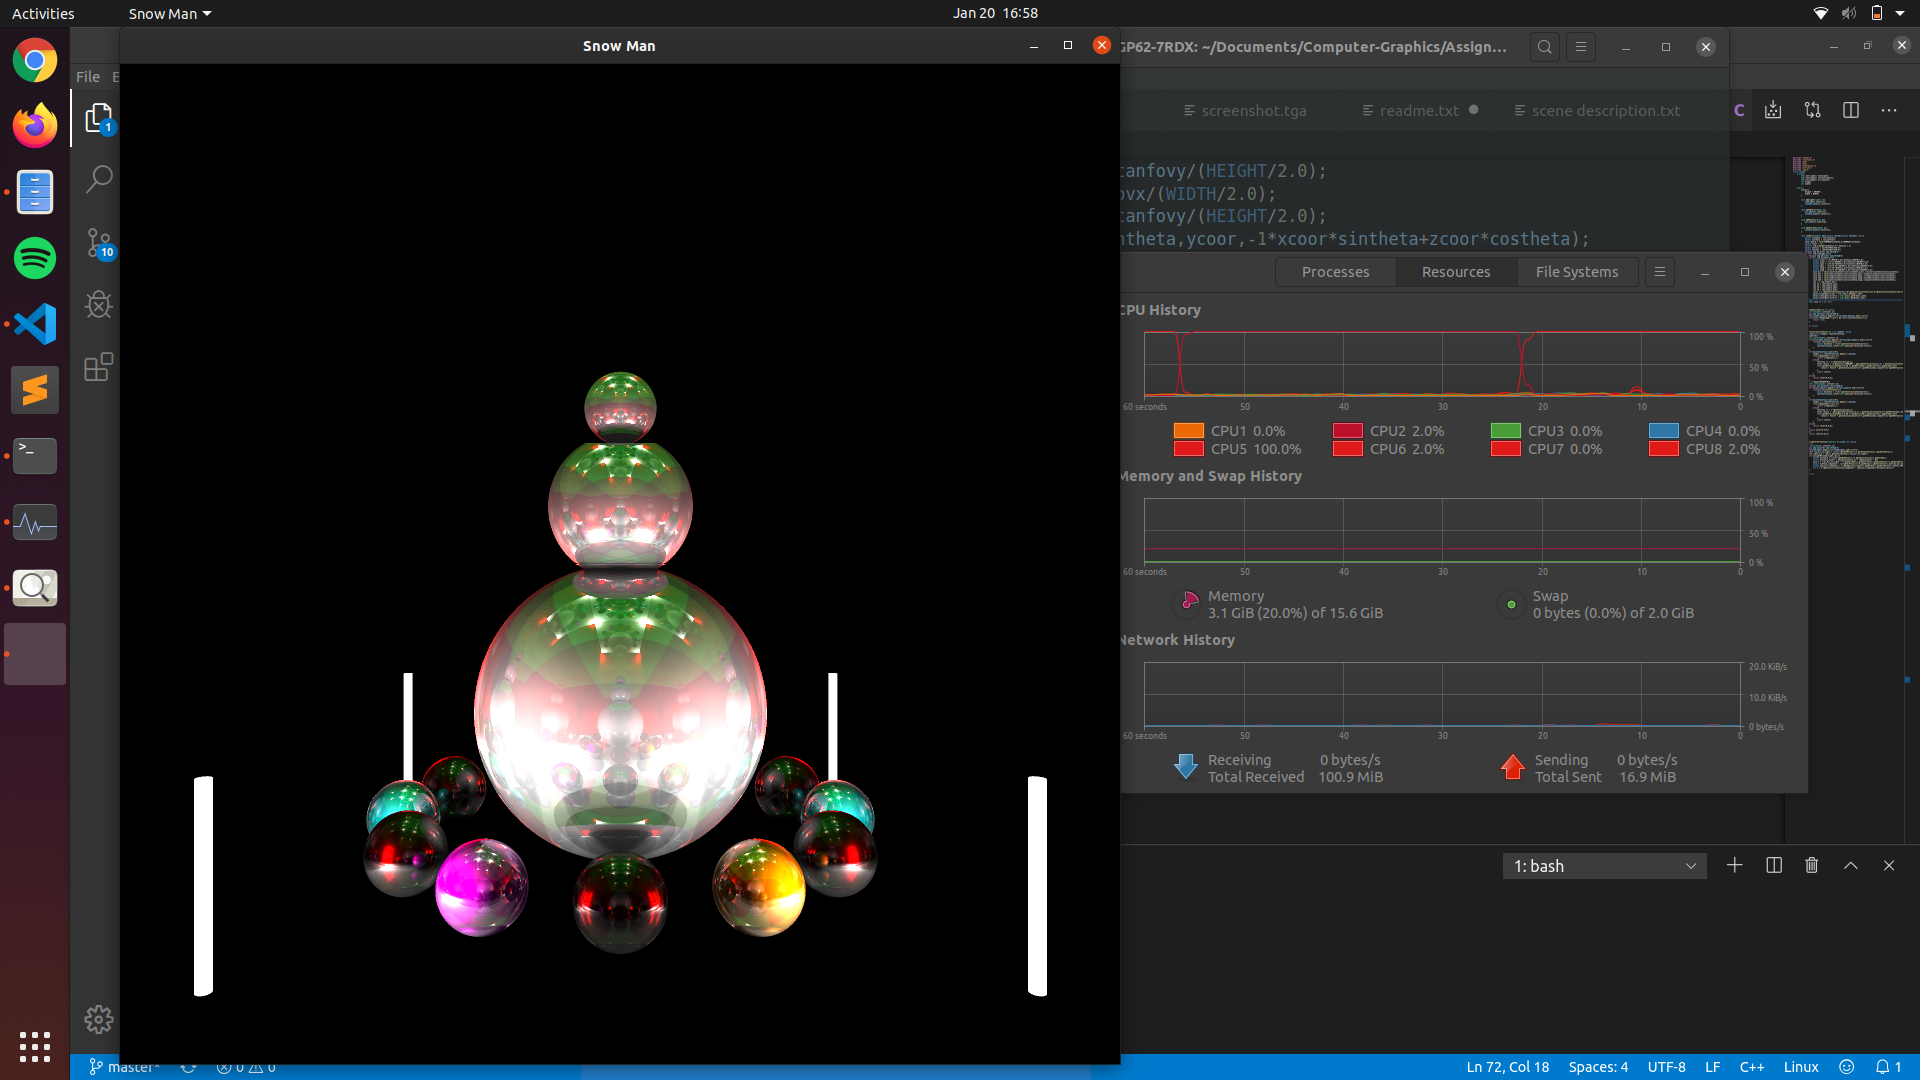 Activities
Snow Man
Jan 20 16:58
Snow Man
GP62-7RDX: ~/Documents/Computer-Graphics/Assign...
File
screenshot.tga
readme.txt
scene description.txt
C
1
10
tanfovy/(HEIGHT/2.0);
ovx/(WIDTH/2.0);
tanfovy/(HEIGHT/2.0);
ntheta,ycoor,-1*xcoor*sintheta+zcoor*costheta);
Processes
Resources
File Systems
CPU History
100 %
50 %
0 %
60 seconds 50 40 30 20 10 0
CPU1 0.0% CPU2 2.0% CPU3 0.0% CPU4 0.0%
CPU5 100.0% CPU6 2.0% CPU7 0.0% CPU8 2.0%
Memory and Swap History
100 %
50 %
0 %
60 seconds 50 40 30 20 10 0
Memory
3.1 GiB (20.0%) of 15.6 GiB
Swap
0 bytes (0.0%) of 2.0 GiB
Network History
20.0 KiB/s
10.0 KiB/s
0 bytes/s
60 seconds 50 40 30 20 10 0
Receiving 0 bytes/s
Total Received 100.9 MiB
Sending 0 bytes/s
Total Sent 16.9 MiB
1: bash
master*
0 0
Ln 72, Col 18
Spaces: 4
UTF-8
LF
C++
Linux
1